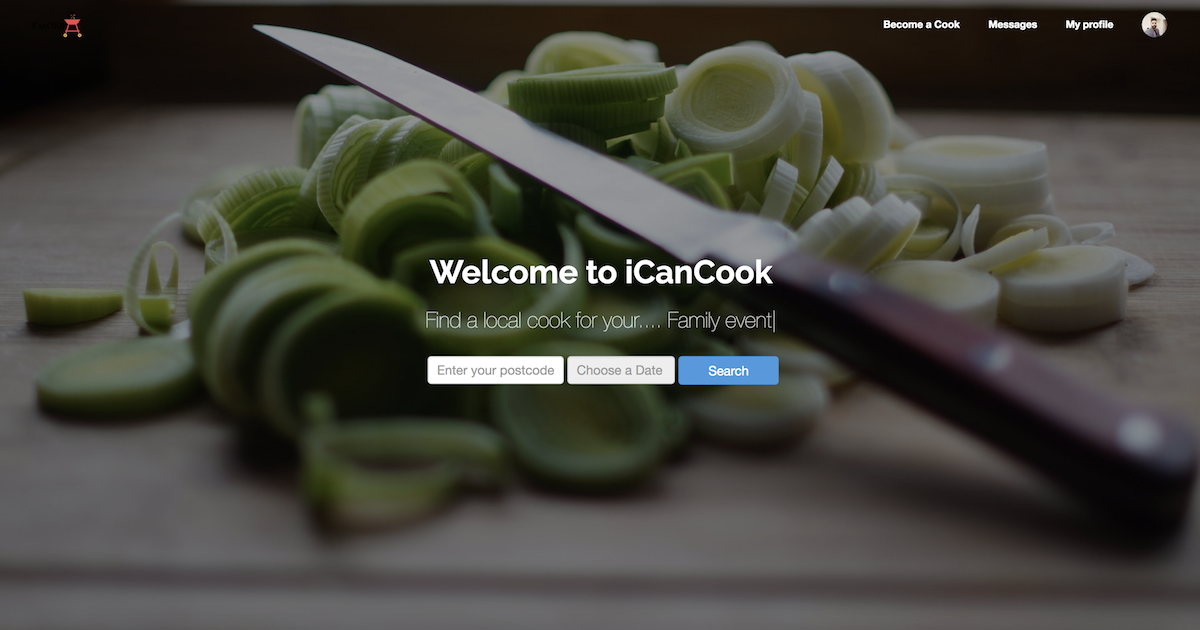 Become a Cook Messages My profile
Welcome to iCanCook
Find a local cook for your.... Family event|
Enter your postcode Choose a Date Search